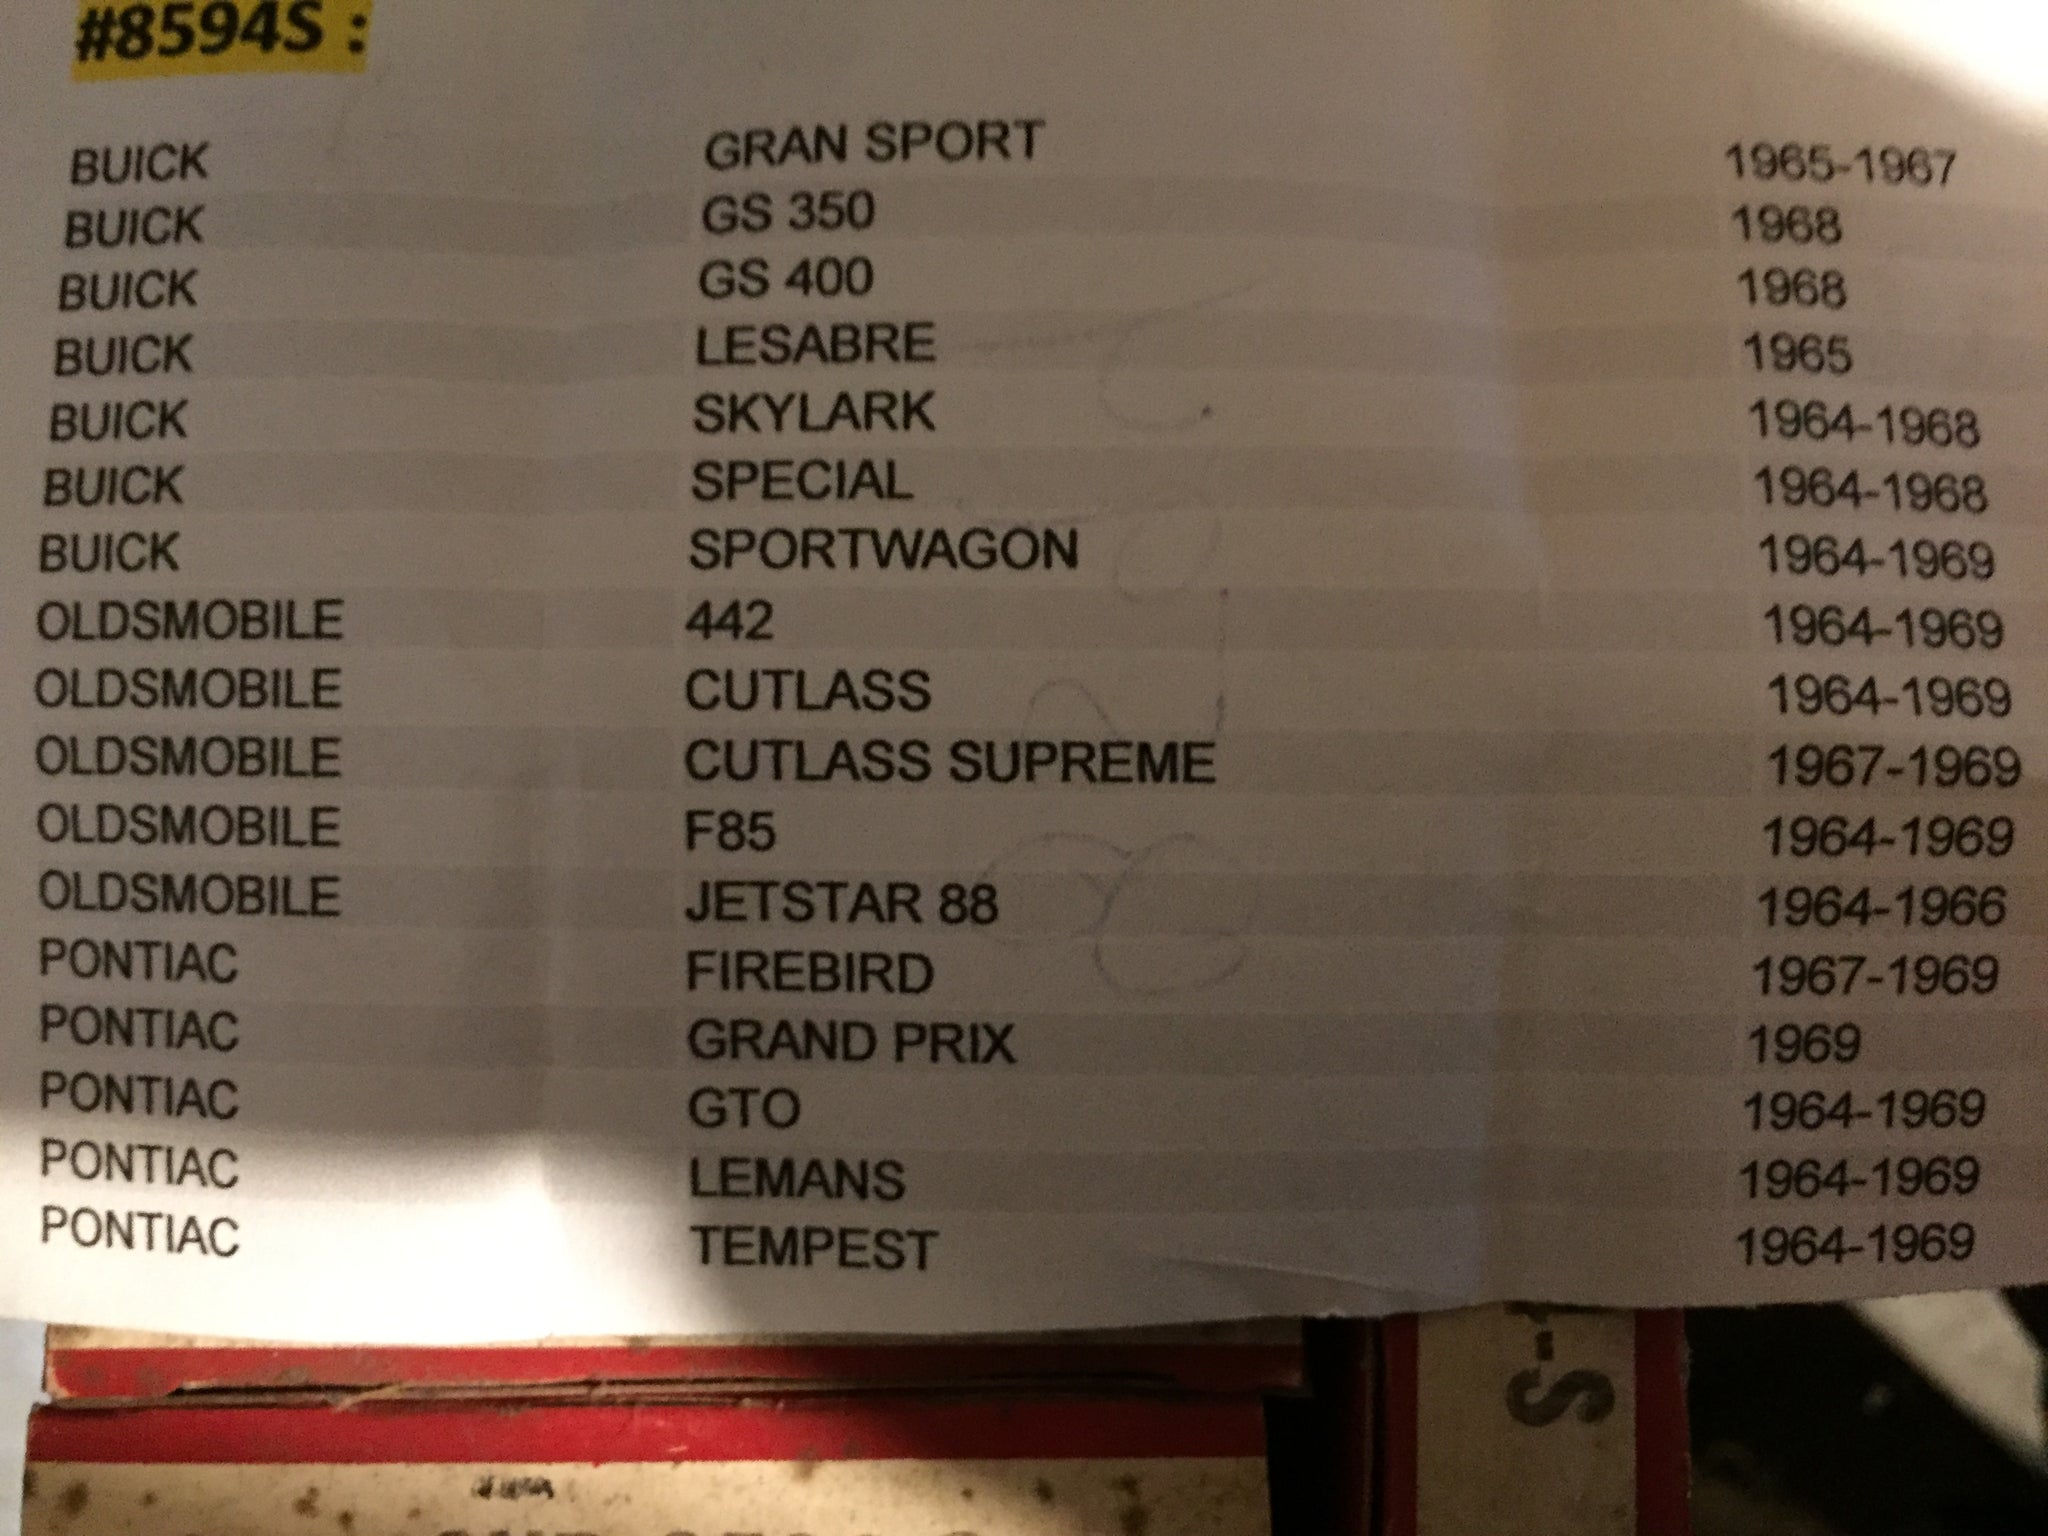 #8594S :
BUICK GRAN SPORT 1965-1967
BUICK GS 350 1968
BUICK GS 400 1968
BUICK LESABRE 1965
BUICK SKYLARK 1964-1968
BUICK SPECIAL 1964-1968
BUICK SPORTWAGON 1964-1969
OLDSMOBILE 442 1964-1969
OLDSMOBILE CUTLASS 1964-1969
OLDSMOBILE CUTLASS SUPREME 1967-1969
OLDSMOBILE F85 1964-1969
OLDSMOBILE JETSTAR 88 1964-1966
PONTIAC FIREBIRD 1967-1969
PONTIAC GRAND PRIX 1969
PONTIAC GTO 1964-1969
PONTIAC LEMANS 1964-1969
PONTIAC TEMPEST 1964-1969